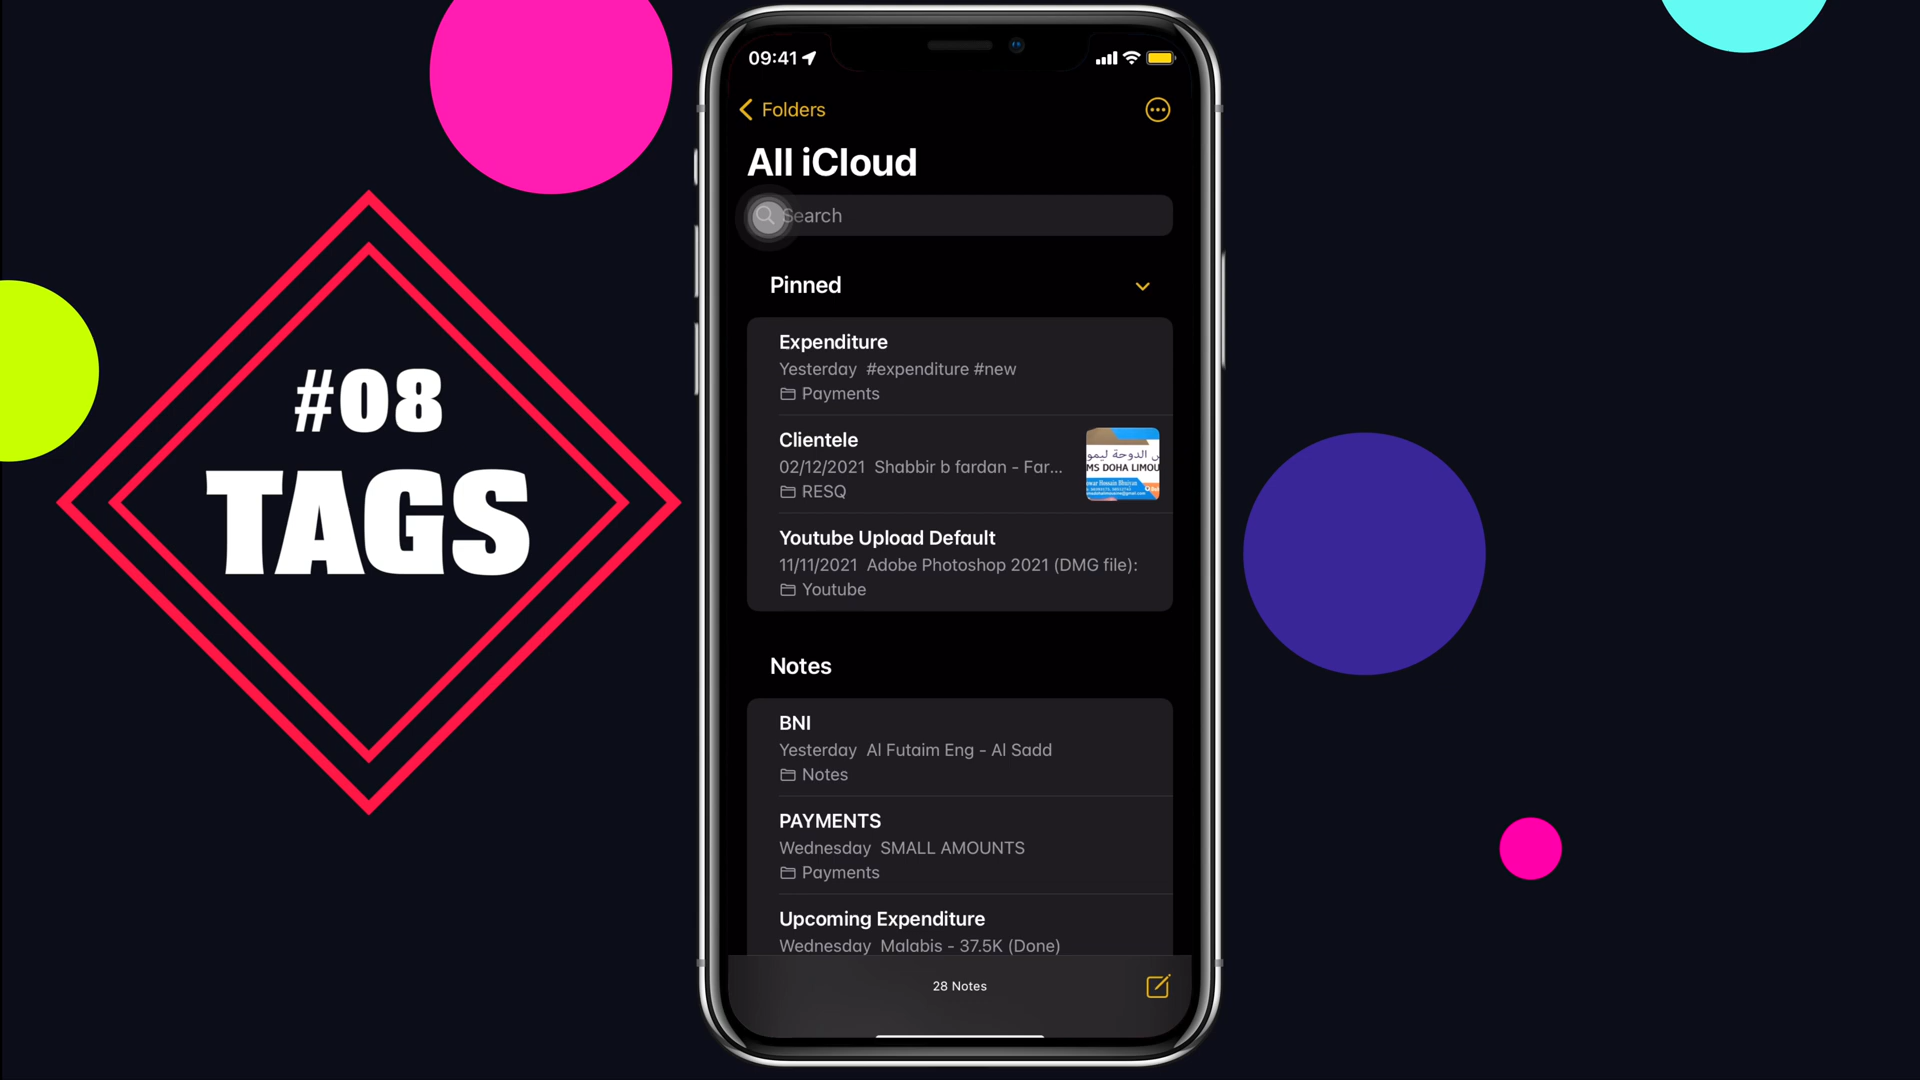 #08
TAGS
09:41
Folders
All iCloud
Search
Pinned
Expenditure
Yesterday #expenditure #new
Payments
Clientele
02/12/2021 Shabbir b fardan - Far...
RESQ
MS DOHA LIMOU
Youtube Upload Default
11/11/2021 Adobe Photoshop 2021 (DMG file):
Youtube
Notes
BNI
Yesterday Al Futaim Eng - Al Sadd
Notes
PAYMENTS
Wednesday SMALL AMOUNTS
Payments
Upcoming Expenditure
Wednesday Malabis - 37.5K (Done)
28 Notes